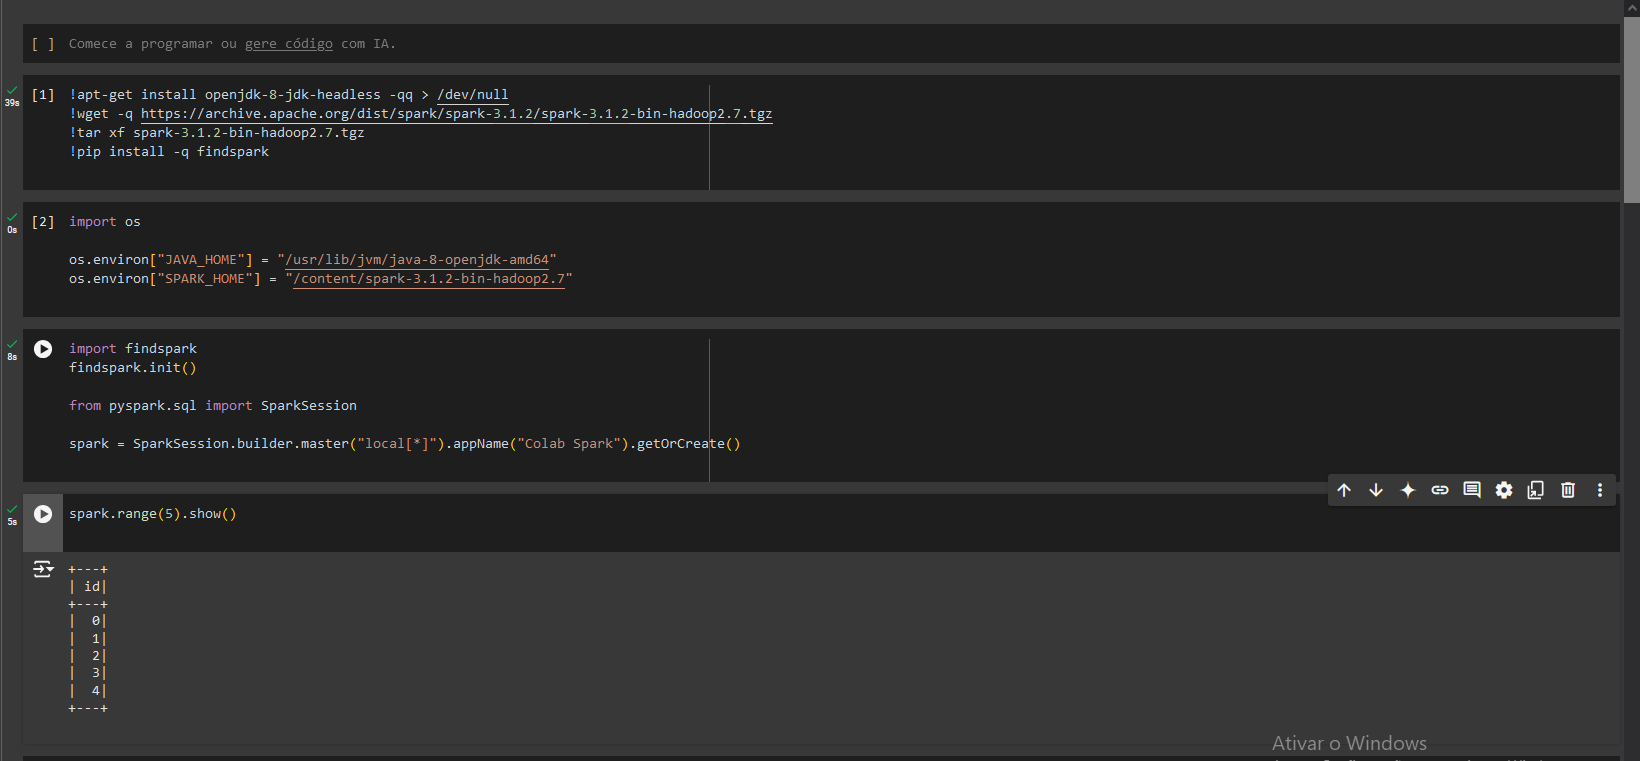 [ ] Comece a programar ou gere código com IA.
39s
[1] !apt-get install openjdk-8-jdk-headless -qq > /dev/null
!wget -q https://archive.apache.org/dist/spark/spark-3.1.2/spark-3.1.2-bin-hadoop2.7.tgz
!tar xf spark-3.1.2-bin-hadoop2.7.tgz
!pip install -q findspark
0s
[2] import os
os.environ["JAVA_HOME"] = "/usr/lib/jvm/java-8-openjdk-amd64"
os.environ["SPARK_HOME"] = "/content/spark-3.1.2-bin-hadoop2.7"
8s
import findspark
findspark.init()
from pyspark.sql import SparkSession
spark = SparkSession.builder.master("local[*]").appName("Colab Spark").getOrCreate()
5s
spark.range(5).show()
+---+
| id|
+---+
|  0|
|  1|
|  2|
|  3|
|  4|
+---+
Ativar o Windows